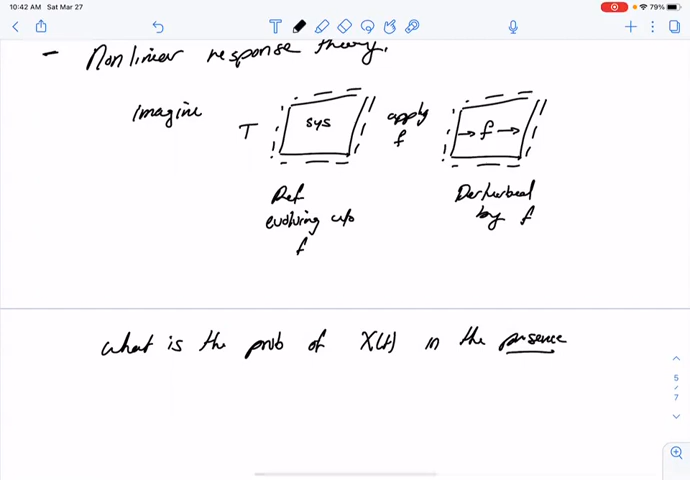 10:42 AM Sat Mar 27
79%
- Nonlinear response theory.
imagine
T
sys
apply
f
→ f →
Ref
evolving w/o
f
Perturbed
by f
What is the prob of X(t) in the presence
5
/
7